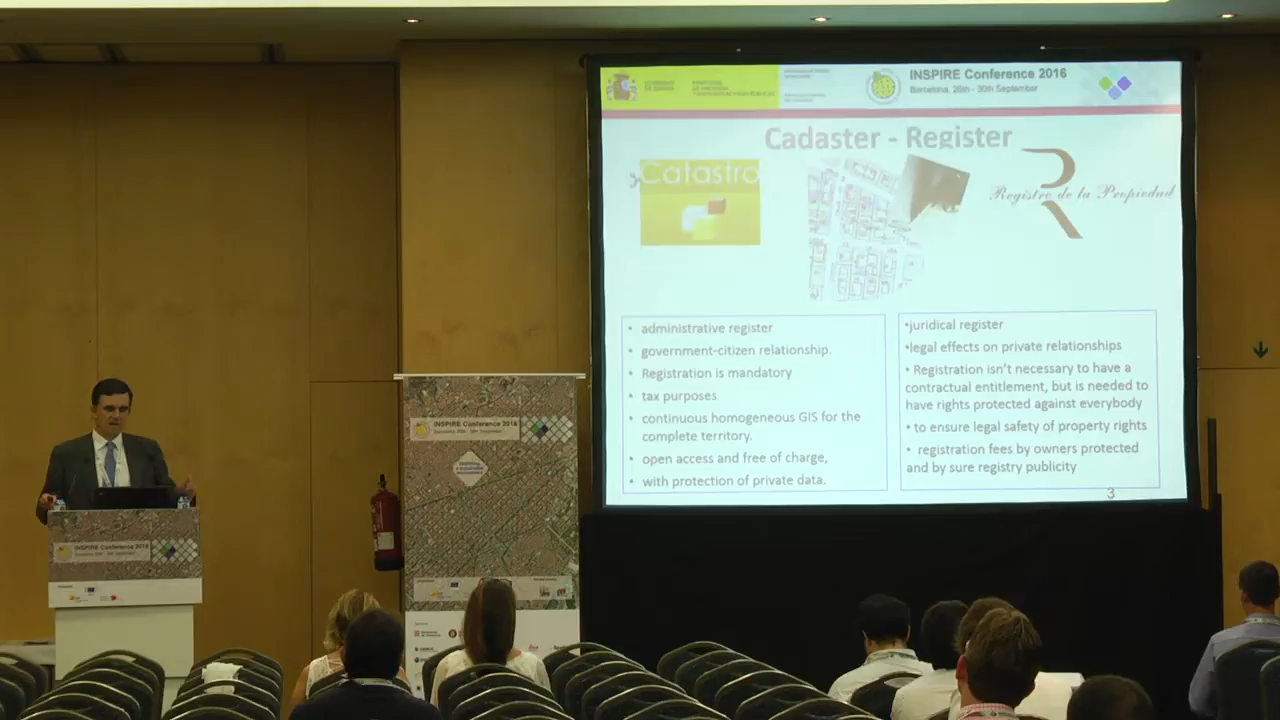 INSPIRE Conference 2016
Barcelona, 26th - 30th September
Cadaster - Register
Catastro
Registro de la Propiedad
• administrative register
• government-citizen relationship.
• Registration is mandatory
• tax purposes
• continuous homogeneous GIS for the
complete territory.
• open access and free of charge,
• with protection of private data.
•juridical register
•legal effects on private relationships
• Registration isn't necessary to have a
contractual entitlement, but is needed to
have rights protected against everybody
• to ensure legal safety of property rights
• registration fees by owners protected
and by sure registry publicity
3
INSPIRE Conference 2016
INSPIRE Conference 2016